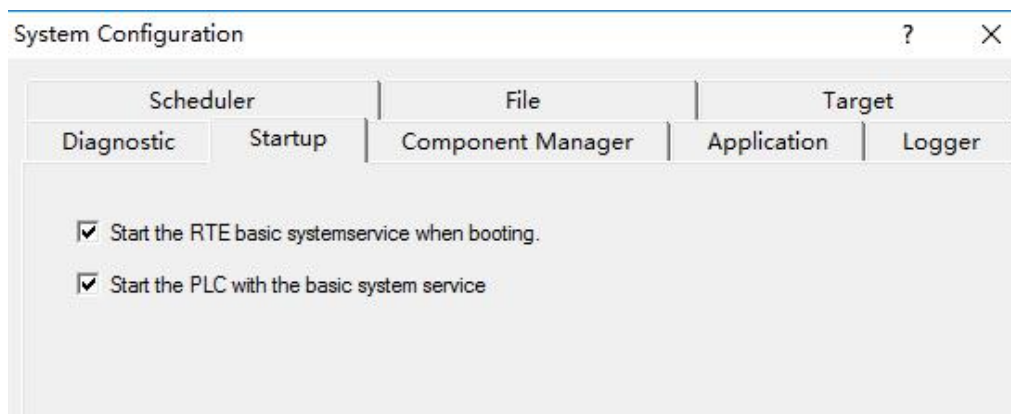 System Configuration ? ×
Scheduler File Target
Diagnostic Startup Component Manager Application Logger
Start the RTE basic systemservice when booting.
Start the PLC with the basic system service